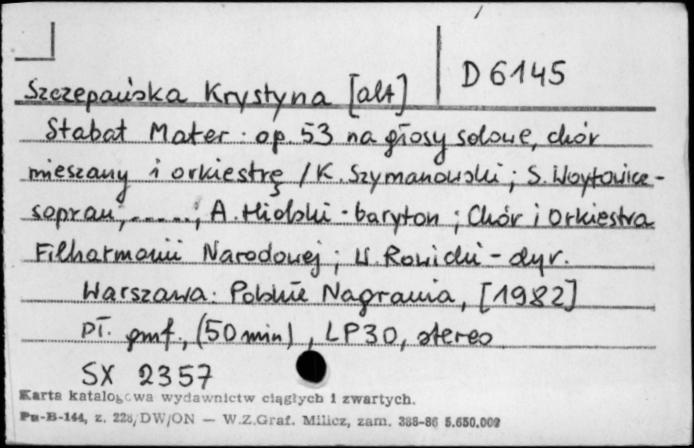 D 6145
Szczepańska Krystyna [alt]
Stabat Mater. op. 53 na głosy solowe, chór
mieszany i orkiestrę / K. Szymanowski ; S. Woytowicz -
sopran, ....., A. Hiolski - baryton ; Chór i Orkiestra
Filharmonii Narodowej ; W. Rowicki - dyr.
Warszawa: Polskie Nagrania, [1982]
pł. gmf., (50 min), LP30, stereo
SX 2357
Karta katalogowa wydawnictw ciągłych i zwartych.
Pu-B-144, z. 228/DW/ON — W.Z.Graf. Milicz, zam. 388-86 5.650.000